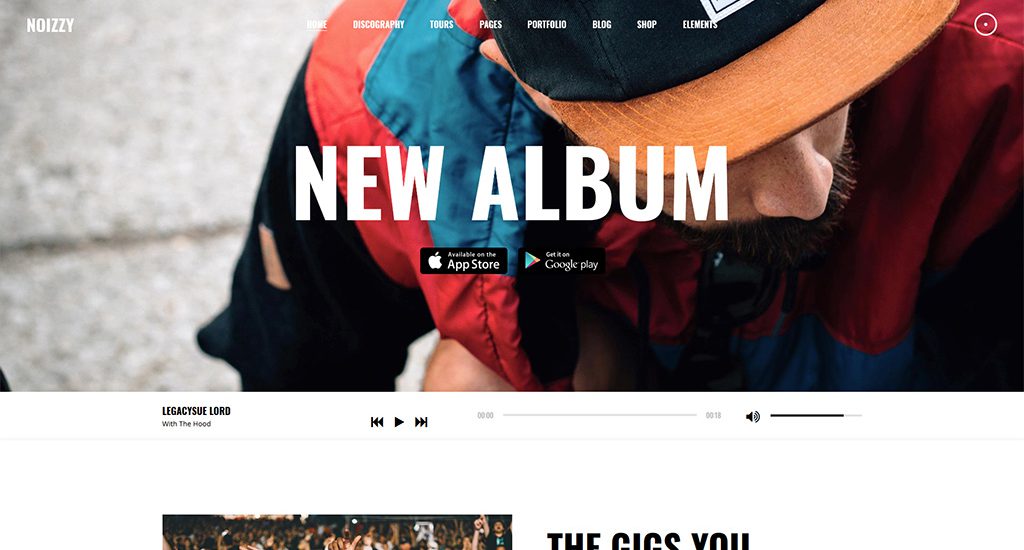 NOIZZY
HOME DISCOGRAPHY TOURS PAGES PORTFOLIO BLOG SHOP ELEMENTS
NEW ALBUM
Available on the
App Store
Get it on
Google play
LEGACYSUE LORD
With The Hood
00:00
00:18
THE GIGS YOU